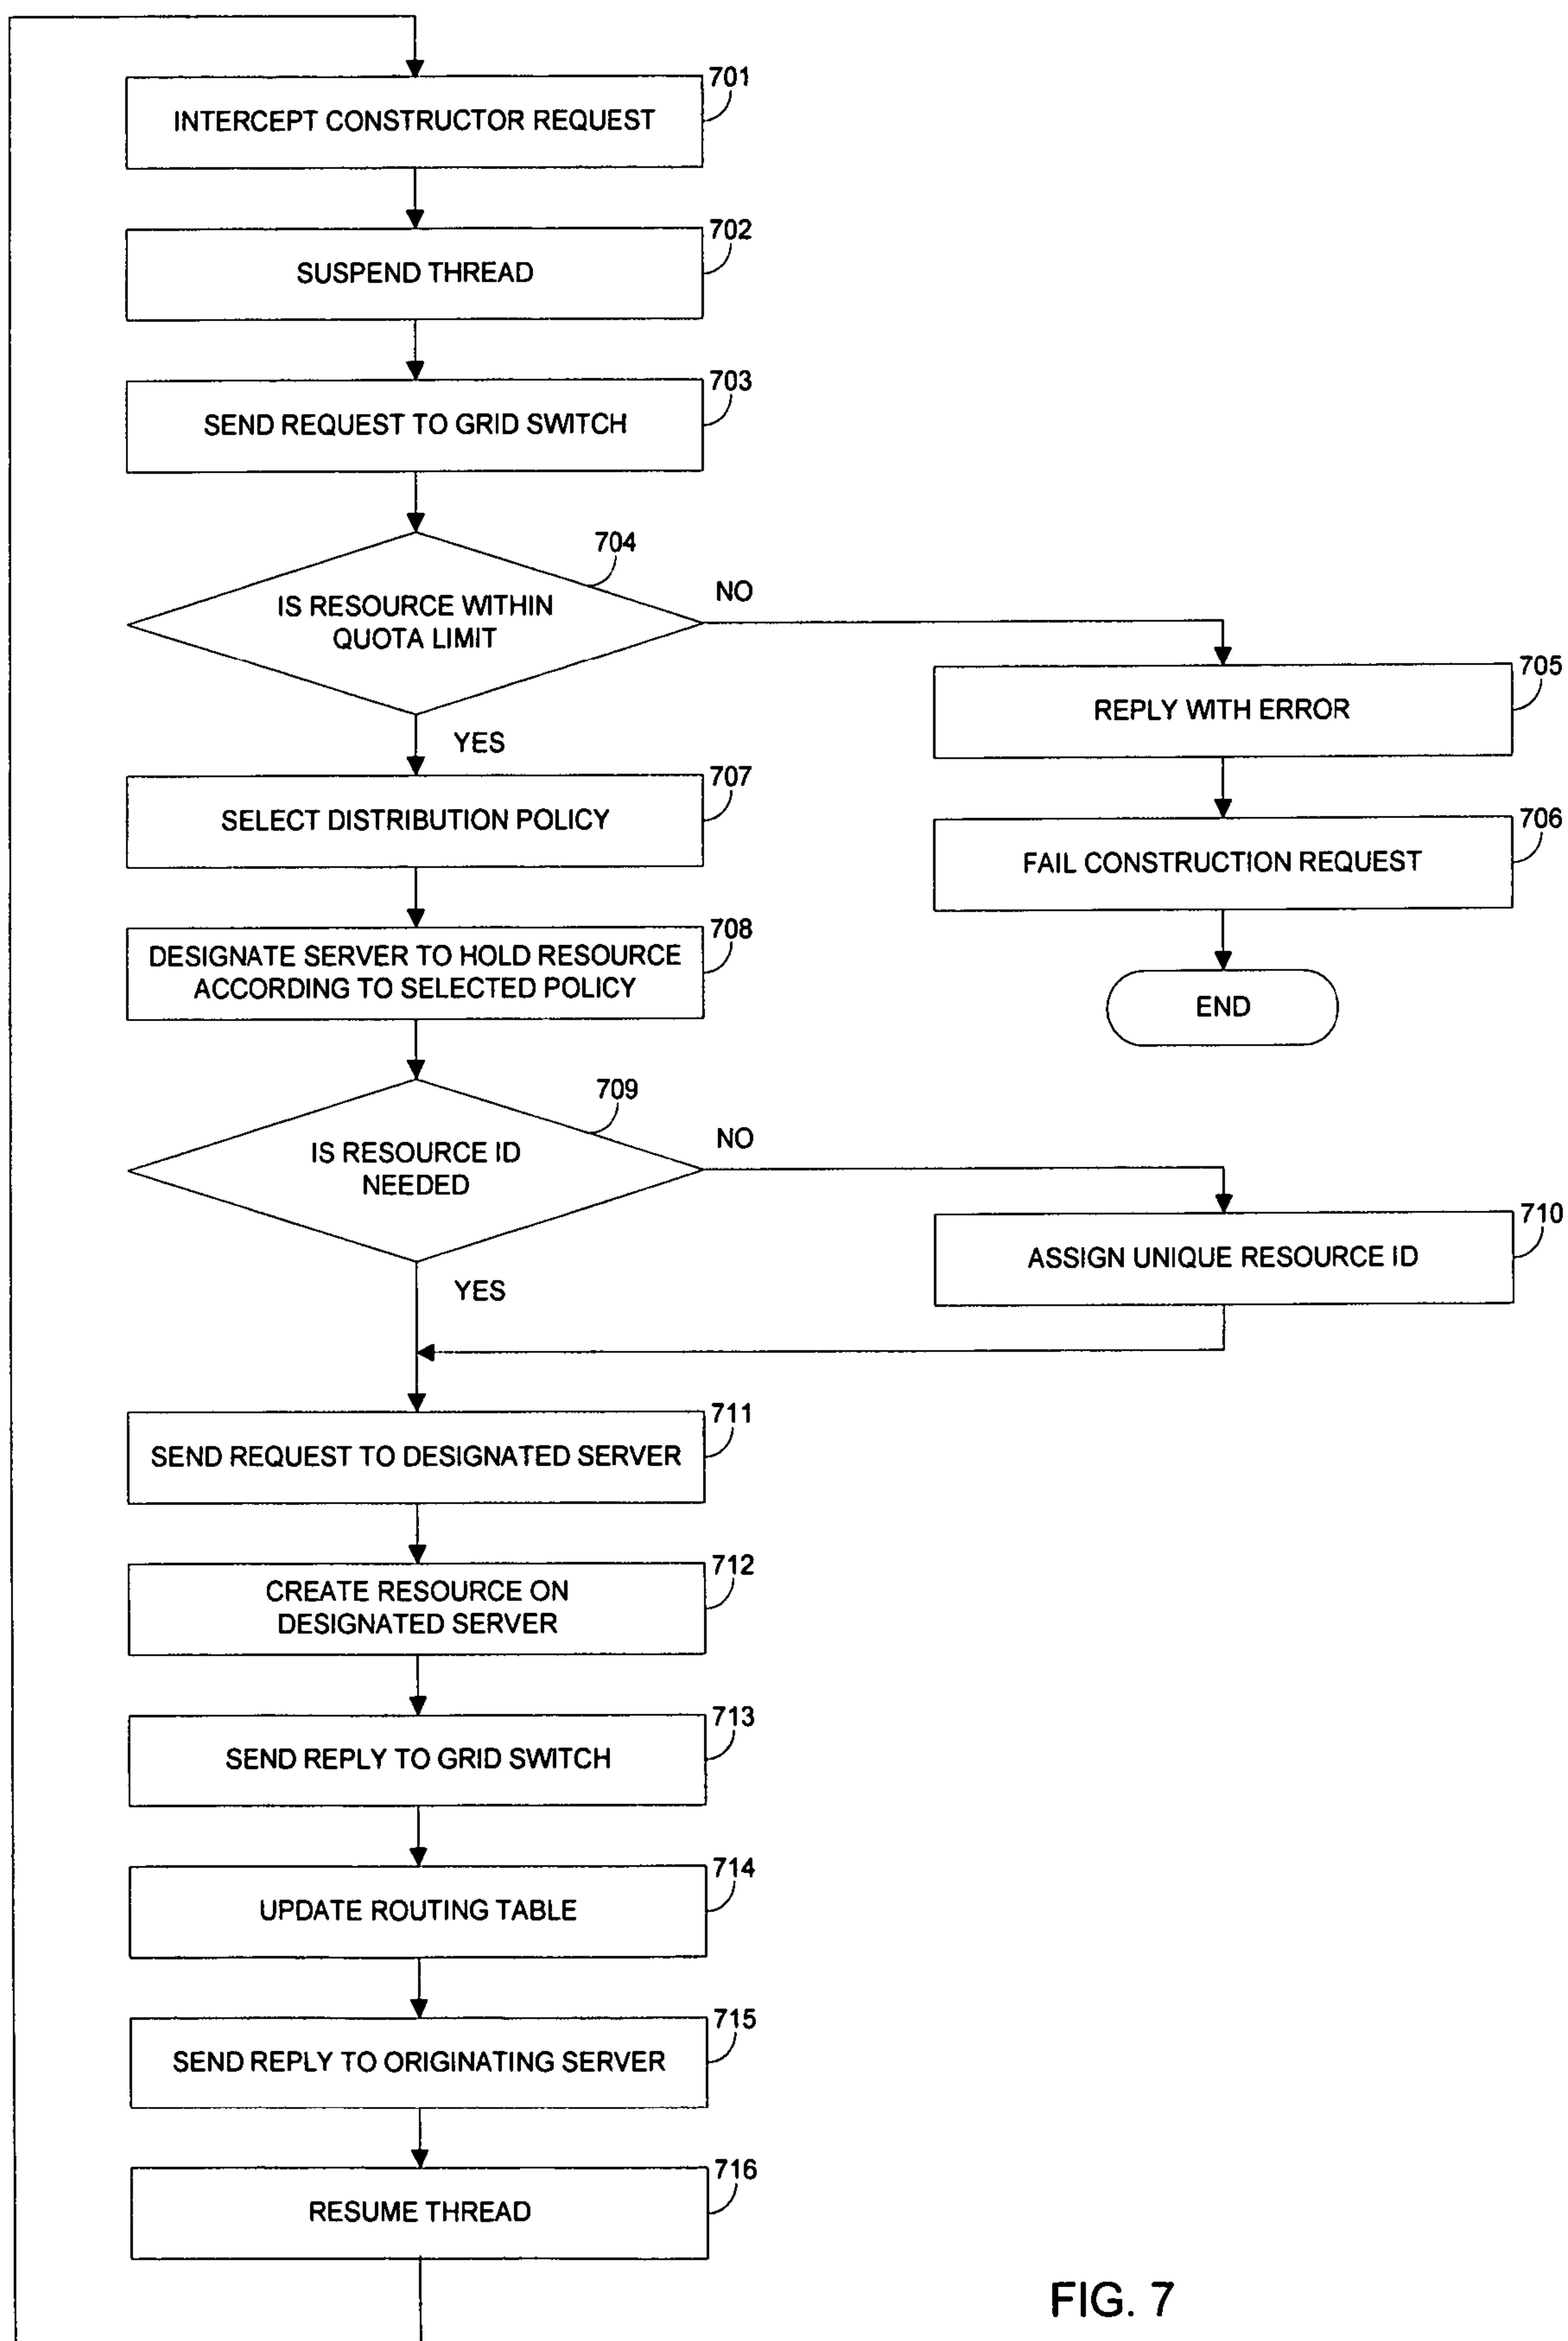 701
INTERCEPT CONSTRUCTOR REQUEST
702
SUSPEND THREAD
703
SEND REQUEST TO GRID SWITCH
704
IS RESOURCE WITHIN
QUOTA LIMIT
NO
YES
705
REPLY WITH ERROR
706
FAIL CONSTRUCTION REQUEST
END
707
SELECT DISTRIBUTION POLICY
708
DESIGNATE SERVER TO HOLD RESOURCE
ACCORDING TO SELECTED POLICY
709
IS RESOURCE ID
NEEDED
NO
YES
710
ASSIGN UNIQUE RESOURCE ID
711
SEND REQUEST TO DESIGNATED SERVER
712
CREATE RESOURCE ON
DESIGNATED SERVER
713
SEND REPLY TO GRID SWITCH
714
UPDATE ROUTING TABLE
715
SEND REPLY TO ORIGINATING SERVER
716
RESUME THREAD
FIG. 7